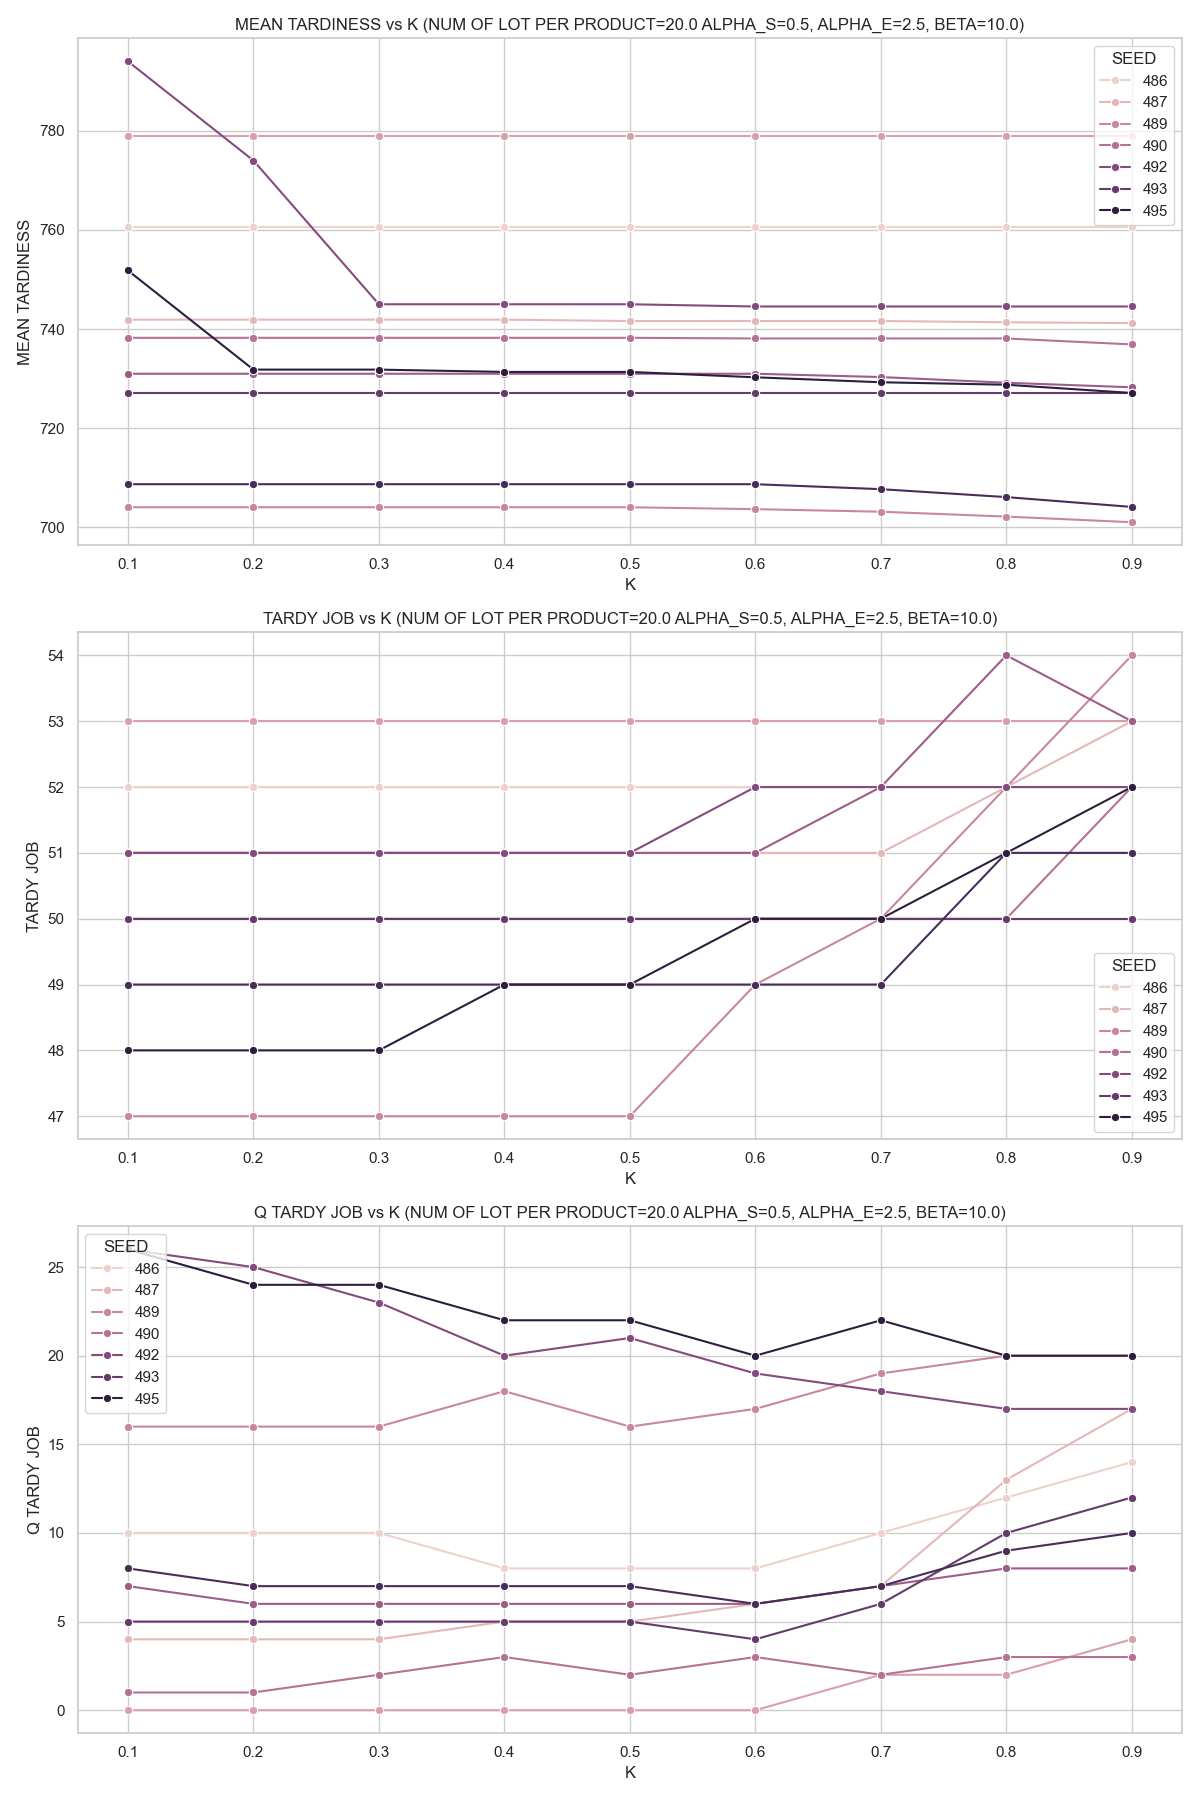 MEAN TARDINESS vs K (NUM OF LOT PER PRODUCT=20.0 ALPHA_S=0.5, ALPHA_E=2.5, BETA=10.0)
SEED
486
487
489
490
492
493
495
780
760
740
720
700
MEAN TARDINESS
0.1 0.2 0.3 0.4 0.5 0.6 0.7 0.8 0.9
K
TARDY JOB vs K (NUM OF LOT PER PRODUCT=20.0 ALPHA_S=0.5, ALPHA_E=2.5, BETA=10.0)
54
53
52
51
50
49
48
47
TARDY JOB
SEED
486
487
489
490
492
493
495
0.1 0.2 0.3 0.4 0.5 0.6 0.7 0.8 0.9
K
Q TARDY JOB vs K (NUM OF LOT PER PRODUCT=20.0 ALPHA_S=0.5, ALPHA_E=2.5, BETA=10.0)
SEED
486
487
489
490
492
493
495
25
20
15
10
5
0
Q TARDY JOB
0.1 0.2 0.3 0.4 0.5 0.6 0.7 0.8 0.9
K